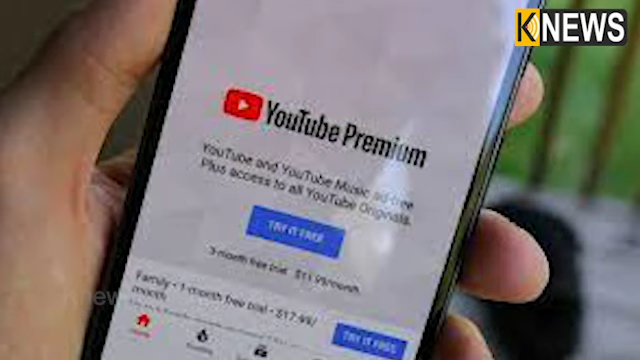 KNEWS
YouTube Premium
YouTube and YouTube Music ad-free
Plus access to all YouTube Originals.
TRY IT FREE
3-month free trial · $11.99/month
Family • 1-month free trial • $17.99/
month
TRY IT FREE
Home